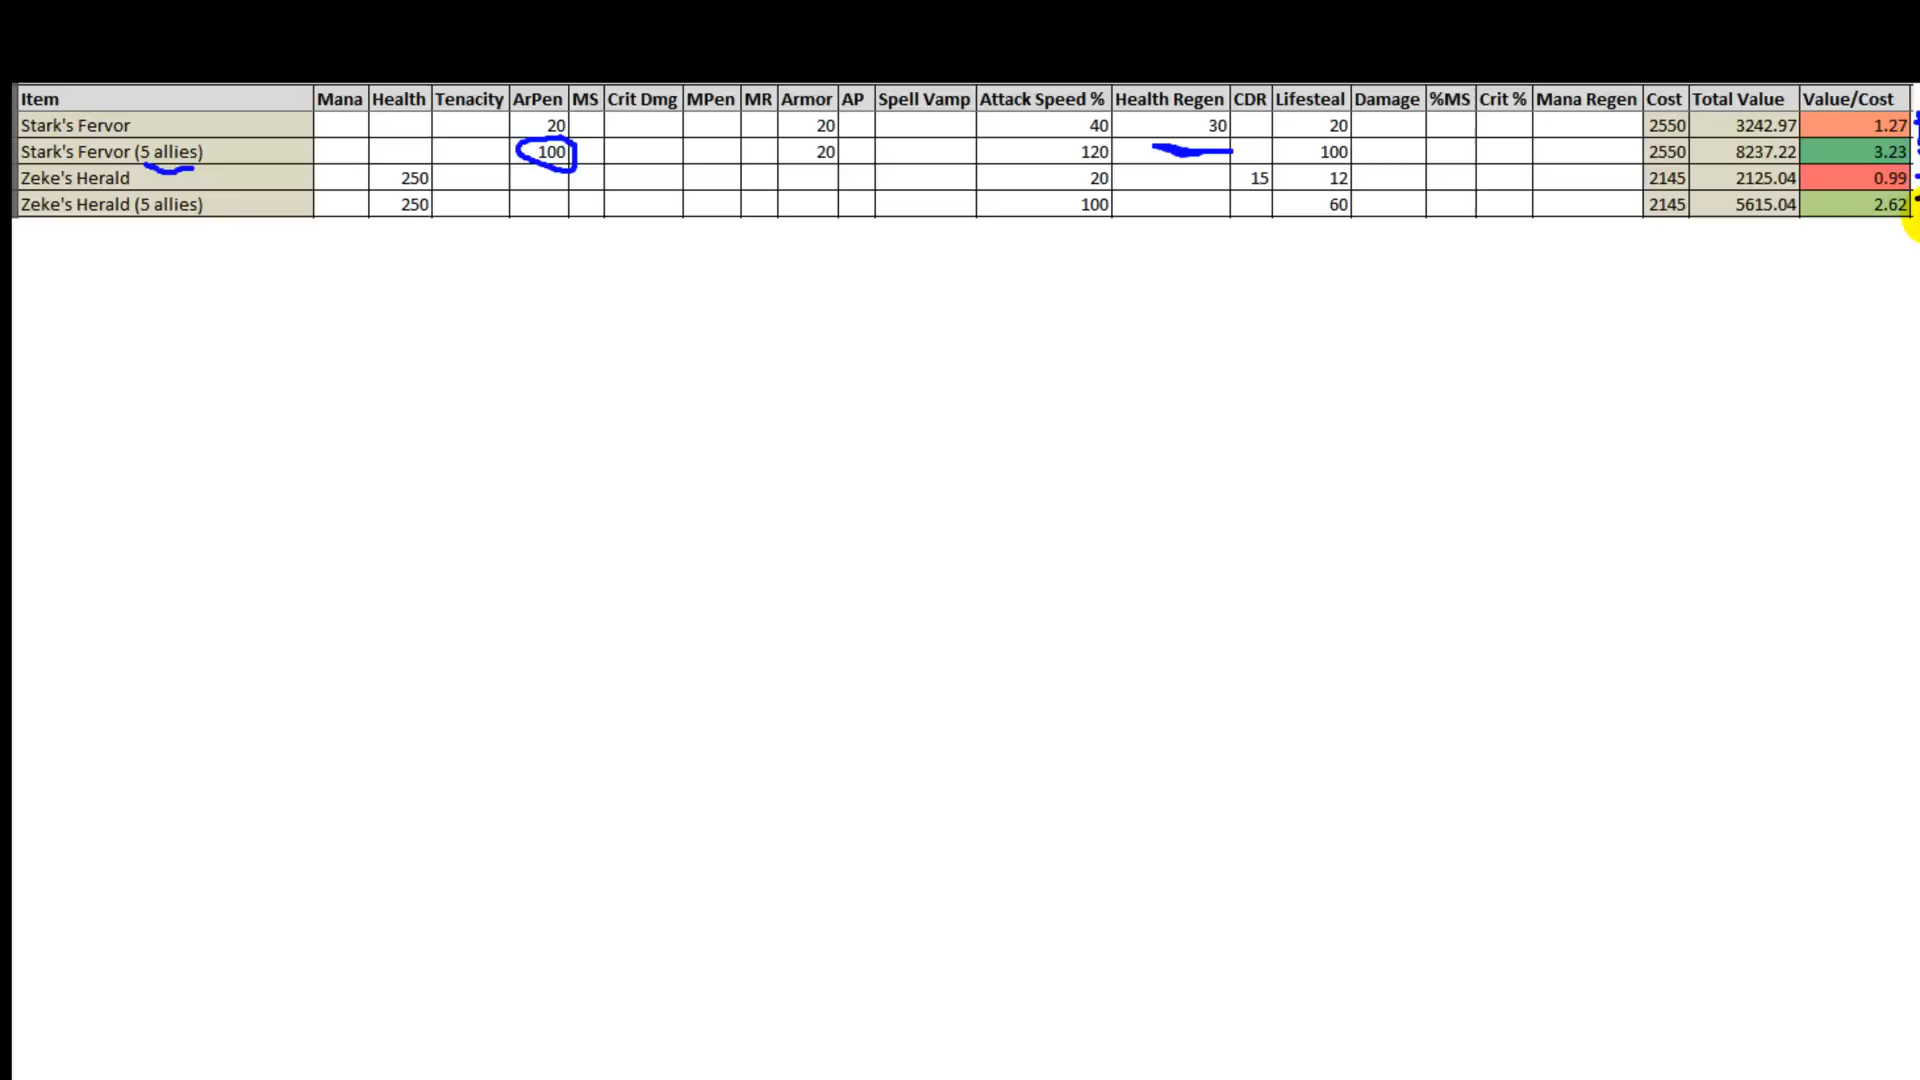 Item Mana Health Tenacity ArPen MS Crit Dmg MPen MR Armor AP Spell Vamp Attack Speed % Health Regen CDR Lifesteal Damage %MS Crit % Mana Regen Cost Total Value Value/Cost
Stark's Fervor 20 20 40 30 20 2550 3242.97 1.27
Stark's Fervor (5 allies) 100 20 120 100 2550 8237.22 3.23
Zeke's Herald 250 20 15 12 2145 2125.04 0.99
Zeke's Herald (5 allies) 250 100 60 2145 5615.04 2.62